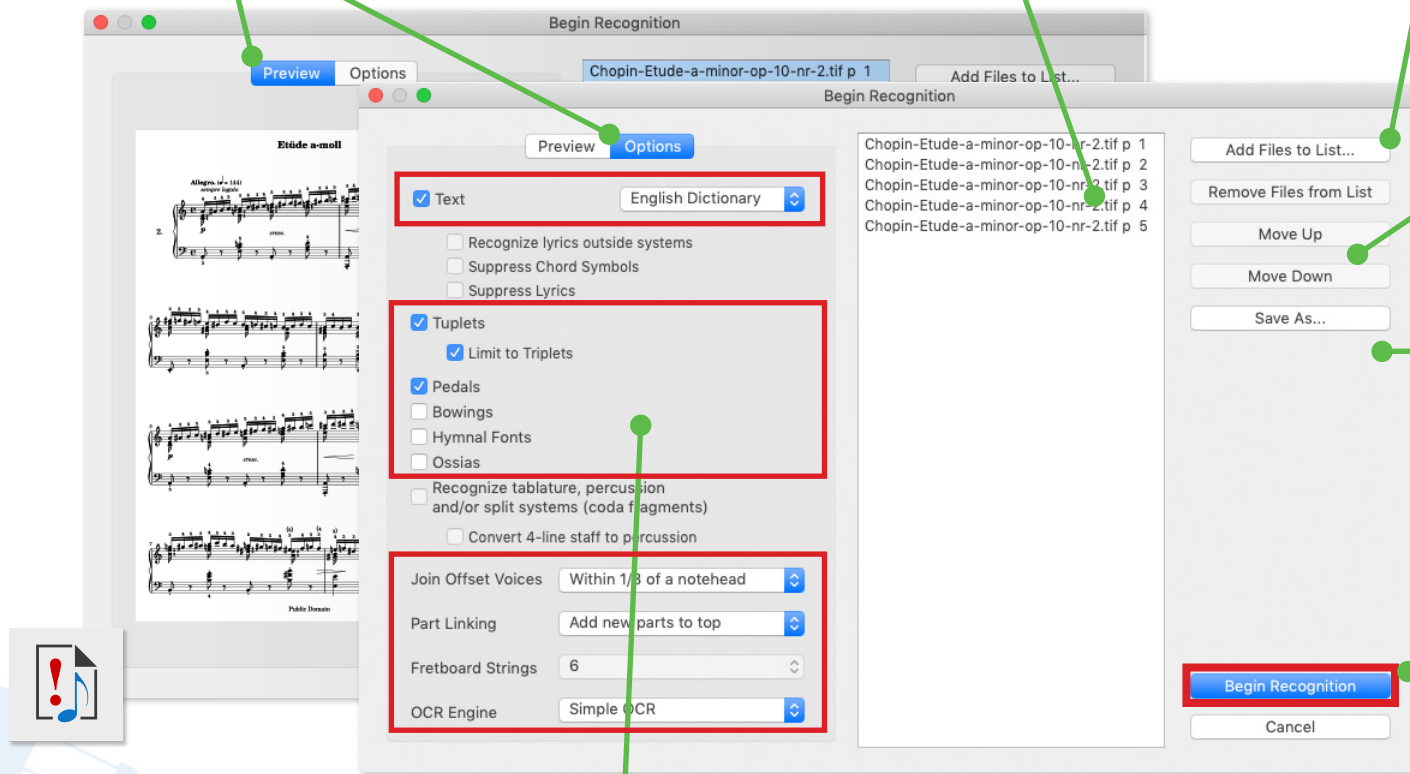 Begin Recognition
Preview Options
Chopin-Etude-a-minor-op-10-nr-2.tif p 1
Add Files to List...
Etüde a-moll
Allegro. (♩ = 144)
sempre legato
2.
p
cresc.
cresc.
Public Domain
Begin Recognition
Preview Options
Text English Dictionary
Recognize lyrics outside systems
Suppress Chord Symbols
Suppress Lyrics
Tuplets
Limit to Triplets
Pedals
Bowings
Hymnal Fonts
Ossias
Recognize tablature, percussion
and/or split systems (coda fragments)
Convert 4-line staff to percussion
Join Offset Voices Within 1/3 of a notehead
Part Linking Add new parts to top
Fretboard Strings 6
OCR Engine Simple OCR
Chopin-Etude-a-minor-op-10-nr-2.tif p 1
Chopin-Etude-a-minor-op-10-nr-2.tif p 2
Chopin-Etude-a-minor-op-10-nr-2.tif p 3
Chopin-Etude-a-minor-op-10-nr-2.tif p 4
Chopin-Etude-a-minor-op-10-nr-2.tif p 5
Add Files to List...
Remove Files from List
Move Up
Move Down
Save As...
Begin Recognition
Cancel